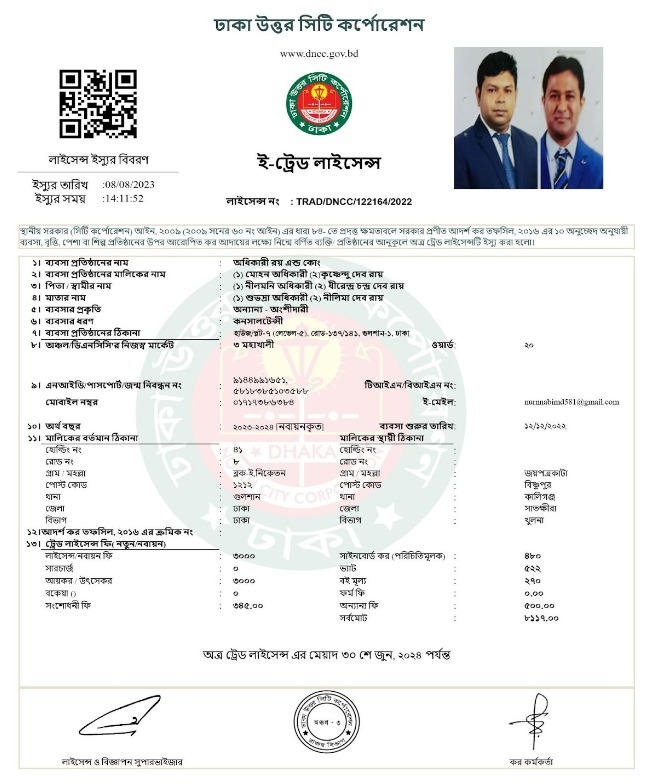 ঢাকা উত্তর সিটি কর্পোরেশন
www.dncc.gov.bd
ঢাকা উত্তর সিটি কর্পোরেশন
ঢাকা
লাইসেন্স ইস্যুর বিবরণ
ই-ট্রেড লাইসেন্স
ইস্যুর তারিখ :08/08/2023
ইস্যুর সময় :14:11:52
লাইসেন্স নং : TRAD/DNCC/122164/2022
স্থানীয় সরকার (সিটি কর্পোরেশন) আইন, ২০০৯ (২০০৯ সনের ৬০ নং আইন) এর ধারা ৮৪- তে প্রদত্ত ক্ষমতাবলে সরকার প্রণীত আদর্শ কর তফসিল, ২০১৬ এর ১০ অনুচ্ছেদ অনুযায়ী
ব্যবসা, বৃত্তি, পেশা বা শিল্প প্রতিষ্ঠানের উপর আরোপিত কর আদায়ের লক্ষ্যে নিম্নে বর্ণিত ব্যক্তি/ প্রতিষ্ঠানের অনুকূলে অত্র ট্রেড লাইসেন্সটি ইস্যু করা হলো।
১। ব্যবসা প্রতিষ্ঠানের নাম : অধিকারী রয় এন্ড কোং
২। ব্যবসা প্রতিষ্ঠানের মালিকের নাম : (১) মোহন অধিকারী (২)কৃষ্ণেন্দু দেব রায়
৩। পিতা / স্বামীর নাম : (১) নীলমনি অধিকারী (২) ধীরেন্দ্র চন্দ্র দেব রায়
৪। মাতার নাম : (১) শুভদ্রা অধিকারী (২) নীলিমা দেব রায়
৫। ব্যবসার প্রকৃতি : অন্যান্য - অংশীদারী
৬। ব্যবসার ধরণ : কনসালটেন্সী
৭। ব্যবসা প্রতিষ্ঠানের ঠিকানা : হাউজ/প্লট-৭ (লেভেল-৫), রোড-১৩৭/১৪১, গুলশান-১, ঢাকা
৮। অঞ্চল/ডিএনসিসি'র নিজস্ব মার্কেট : ৩ মহাখালী ওয়ার্ড: ২০
৯। এনআইডি/পাসপোর্ট/জন্ম নিবন্ধন নং : ৯১৪৪৯৯১৬৫১, ৫৮১৮৩৮৫১০৩৫৮৮ টিআইএন/বিআইএন নং:
মোবাইল নম্বর : ০১৭১৭৩৮৬৩৮৪ ই-মেইল: nurunnabimd581@gmail.com
১০। অর্থ বছর : ২০২৩-২০২৪ [নবায়নকৃত] ব্যবসা শুরুর তারিখ: ১২/১২/২০২২
১১। মালিকের বর্তমান ঠিকানা মালিকের স্থায়ী ঠিকানা
হোল্ডিং নং : ৪১ হোল্ডিং নং :
রোড নং : ৮ রোড নং :
গ্রাম / মহল্লা : ব্লক-ই,নিকেতন গ্রাম / মহল্লা : জয়পত্রকাটা
পোস্ট কোড : ১২১২ পোস্ট কোড : বিষ্ণুপুর
থানা : গুলশান থানা : কালিগঞ্জ
জেলা : ঢাকা জেলা : সাতক্ষীরা
বিভাগ : ঢাকা বিভাগ : খুলনা
১২।আদর্শ কর তফসিল, ২০১৬ এর ক্রমিক নং :
১৩। ট্রেড লাইসেন্স ফি( নতুন/নবায়ন)
লাইসেন্স/নবায়ন ফি : ৩০০০ সাইনবোর্ড কর (পরিচিতিমূলক) : ৪৮০
সারচার্জ : ০ ভ্যাট : ৫২২
আয়কর / উৎসেকর : ৩০০০ বই মূল্য : ২৭০
বকেয়া () : ০ ফর্ম ফি : ০.০০
সংশোধনী ফি : ৩৪৫.০০ অন্যান্য ফি : ৫০০.০০
সর্বমোট : ৮১১৭.০০
অত্র ট্রেড লাইসেন্স এর মেয়াদ ৩০ শে জুন, ২০২৪ পর্যন্ত
ঢাকা উত্তর সিটি কর্পোরেশন
অঞ্চল - ৩
রাজস্ব বিভাগ
লাইসেন্স ও বিজ্ঞাপন সুপারভাইজার
কর কর্মকর্তা